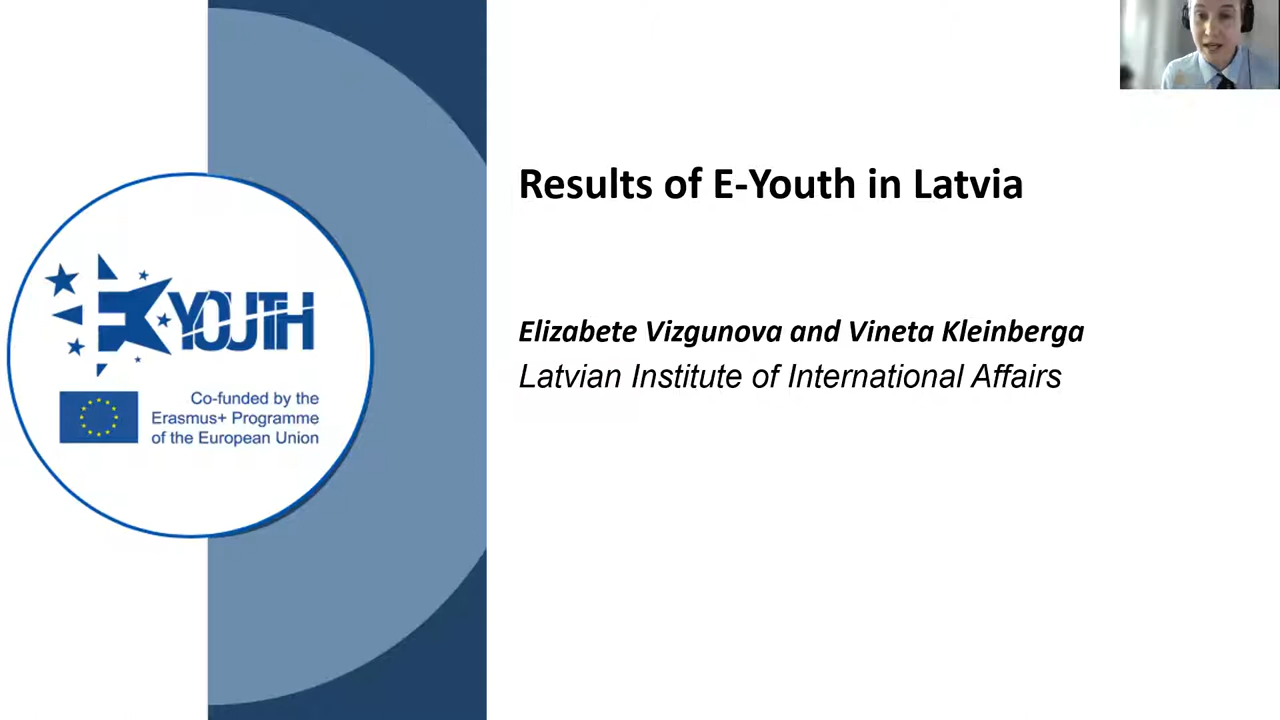 Results of E-Youth in Latvia
Elizabete Vizgunova and Vineta Kleinberga
Latvian Institute of International Affairs
E-YOUTH
Co-funded by the
Erasmus+ Programme
of the European Union